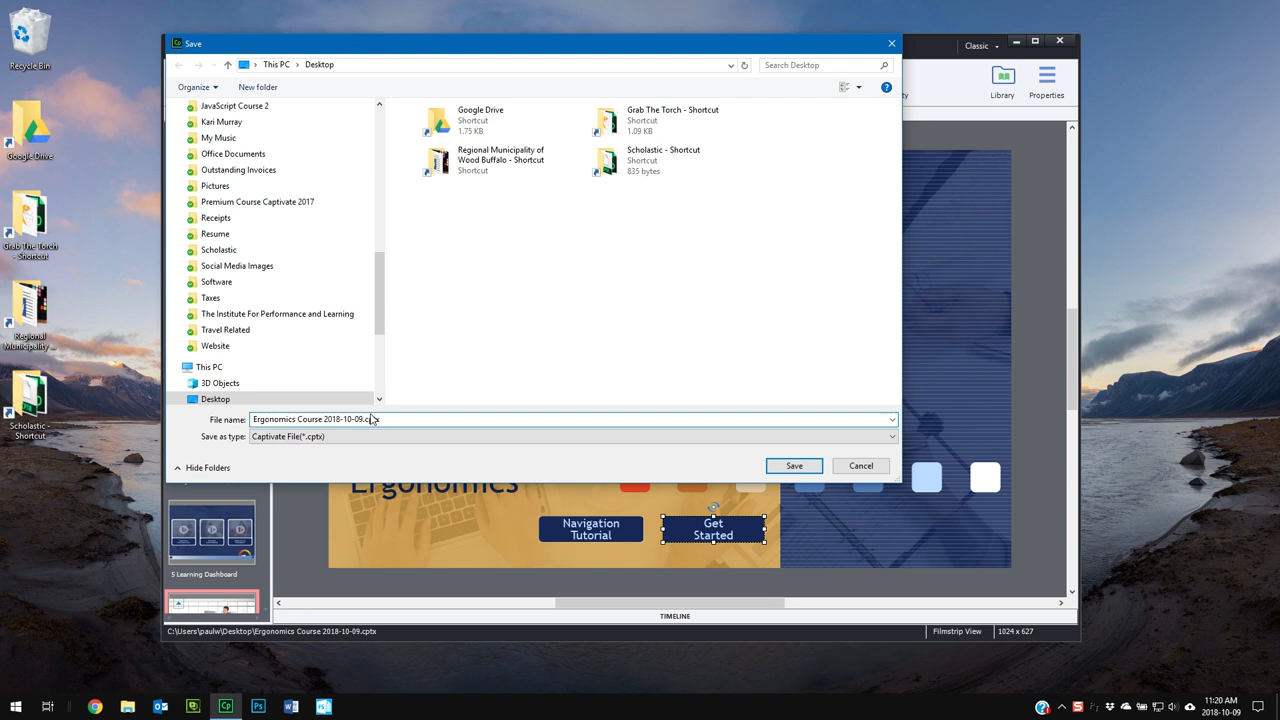 Recycle Bin
Google Drive
Grab The Torch
- Shortcut
Regional
Municipality ...
Scholastic -
Shortcut
Cp
Save
Classic
This PC
Desktop
Search Desktop
Organize
New folder
Library
Properties
JavaScript Course 2
Kari Murray
My Music
Office Documents
Outstanding Invoices
Pictures
Premium Course Captivate 2017
Receipts
Resume
Scholastic
Social Media Images
Software
Taxes
The Institute For Performance and Learning
Travel Related
Website
This PC
3D Objects
Desktop
Google Drive
Shortcut
1.75 KB
Grab The Torch - Shortcut
Shortcut
1.09 KB
Regional Municipality of
Wood Buffalo - Shortcut
Shortcut
Scholastic - Shortcut
Shortcut
835 bytes
File name:
Ergonomics Course 2018-10-09.cptx
Save as type:
Captivate File(*.cptx)
Hide Folders
Save
Cancel
Ergonomics
Navigation
Tutorial
Get
Started
5 Learning Dashboard
TIMELINE
C:\Users\paulw\Desktop\Ergonomics Course 2018-10-09.cptx
Filmstrip View
1024 x 627
Cp
Ps
11:20 AM
2018-10-09